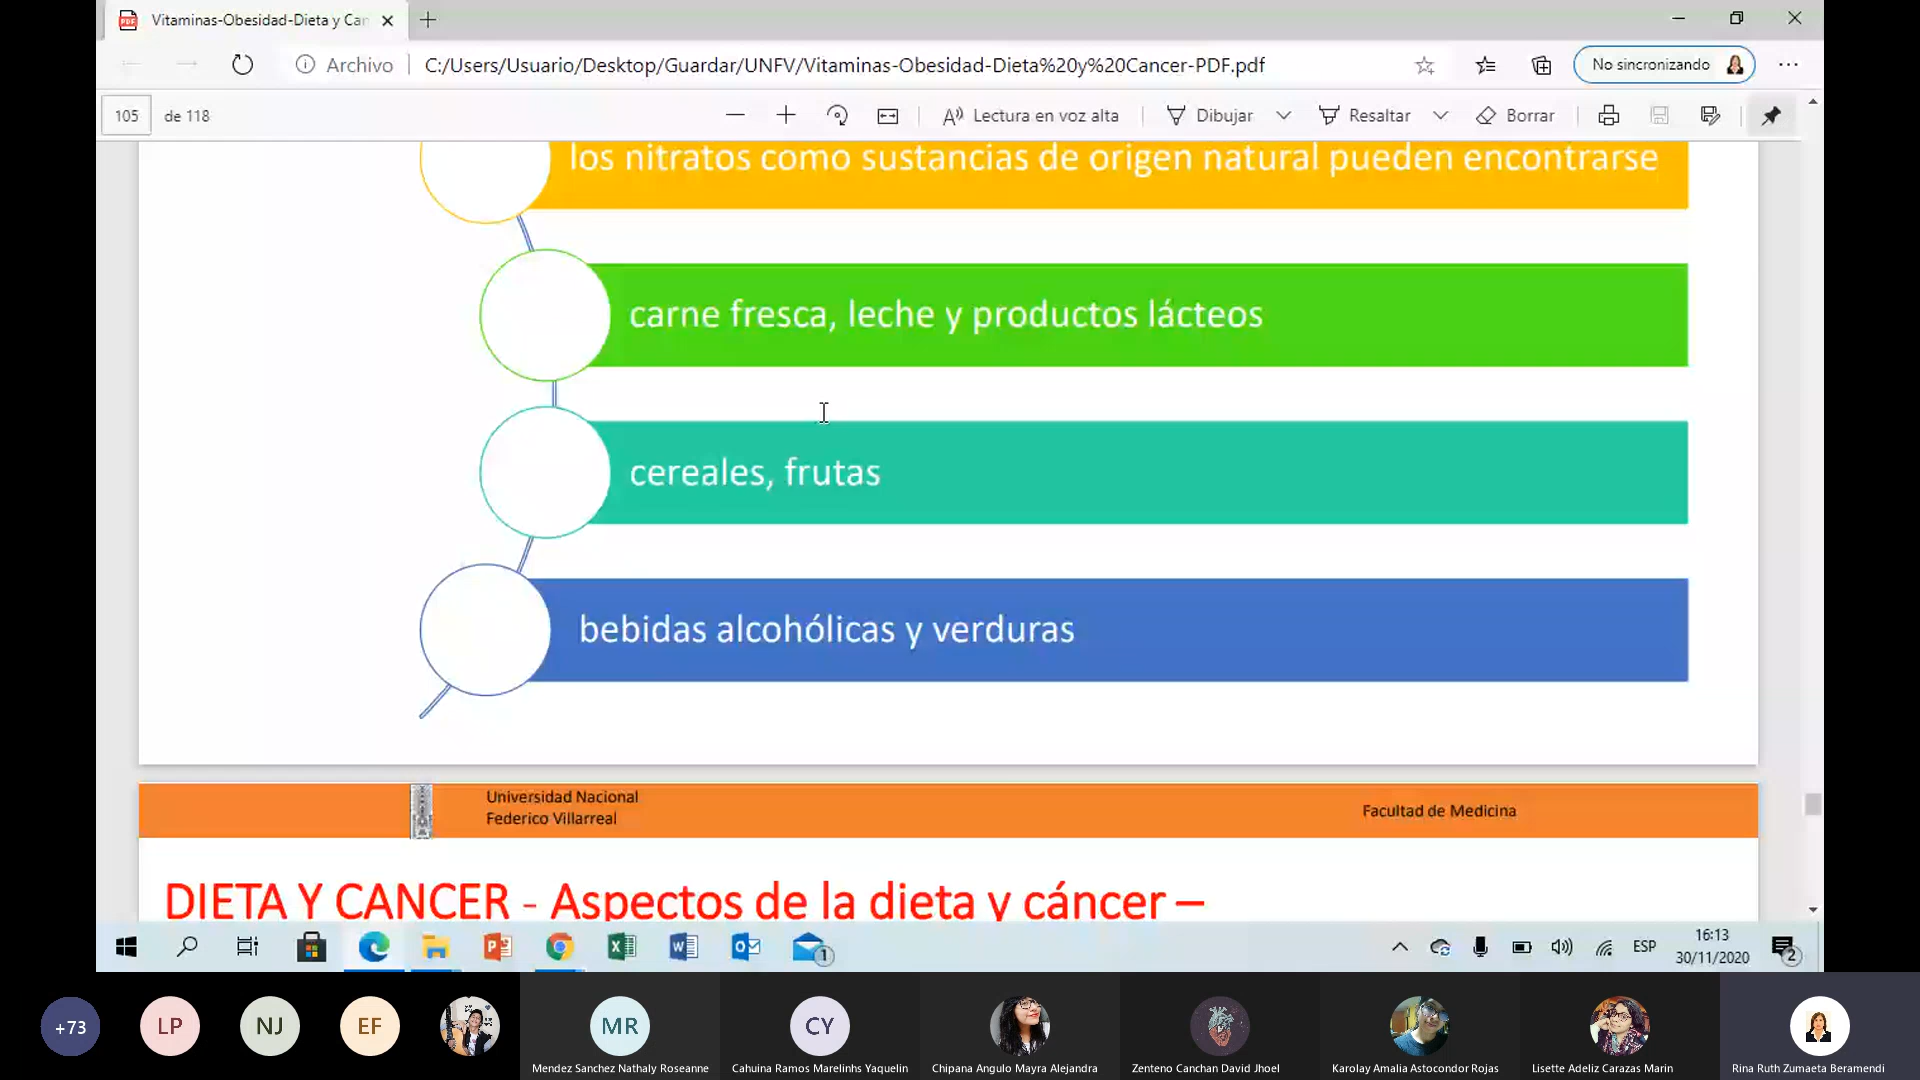 Vitaminas-Obesidad-Dieta y Can
Archivo
C:/Users/Usuario/Desktop/Guardar/UNFV/Vitaminas-Obesidad-Dieta%20y%20Cancer-PDF.pdf
No sincronizando
105 de 118
Lectura en voz alta
Dibujar
Resaltar
Borrar
los nitratos como sustancias de origen natural pueden encontrarse
carne fresca, leche y productos lácteos
cereales, frutas
bebidas alcohólicas y verduras
Universidad Nacional
Federico Villarreal
Facultad de Medicina
DIETA Y CANCER - Aspectos de la dieta y cáncer –
ESP
16:13
30/11/2020
1
2
+73
LP
NJ
EF
MR
CY
Mendez Sanchez Nathaly Roseanne
Cahuina Ramos Marelinhs Yaquelin
Chipana Angulo Mayra Alejandra
Zenteno Canchan David Jhoel
Karolay Amalia Astocondor Rojas
Lisette Adeliz Carazas Marin
Rina Ruth Zumaeta Beramendi